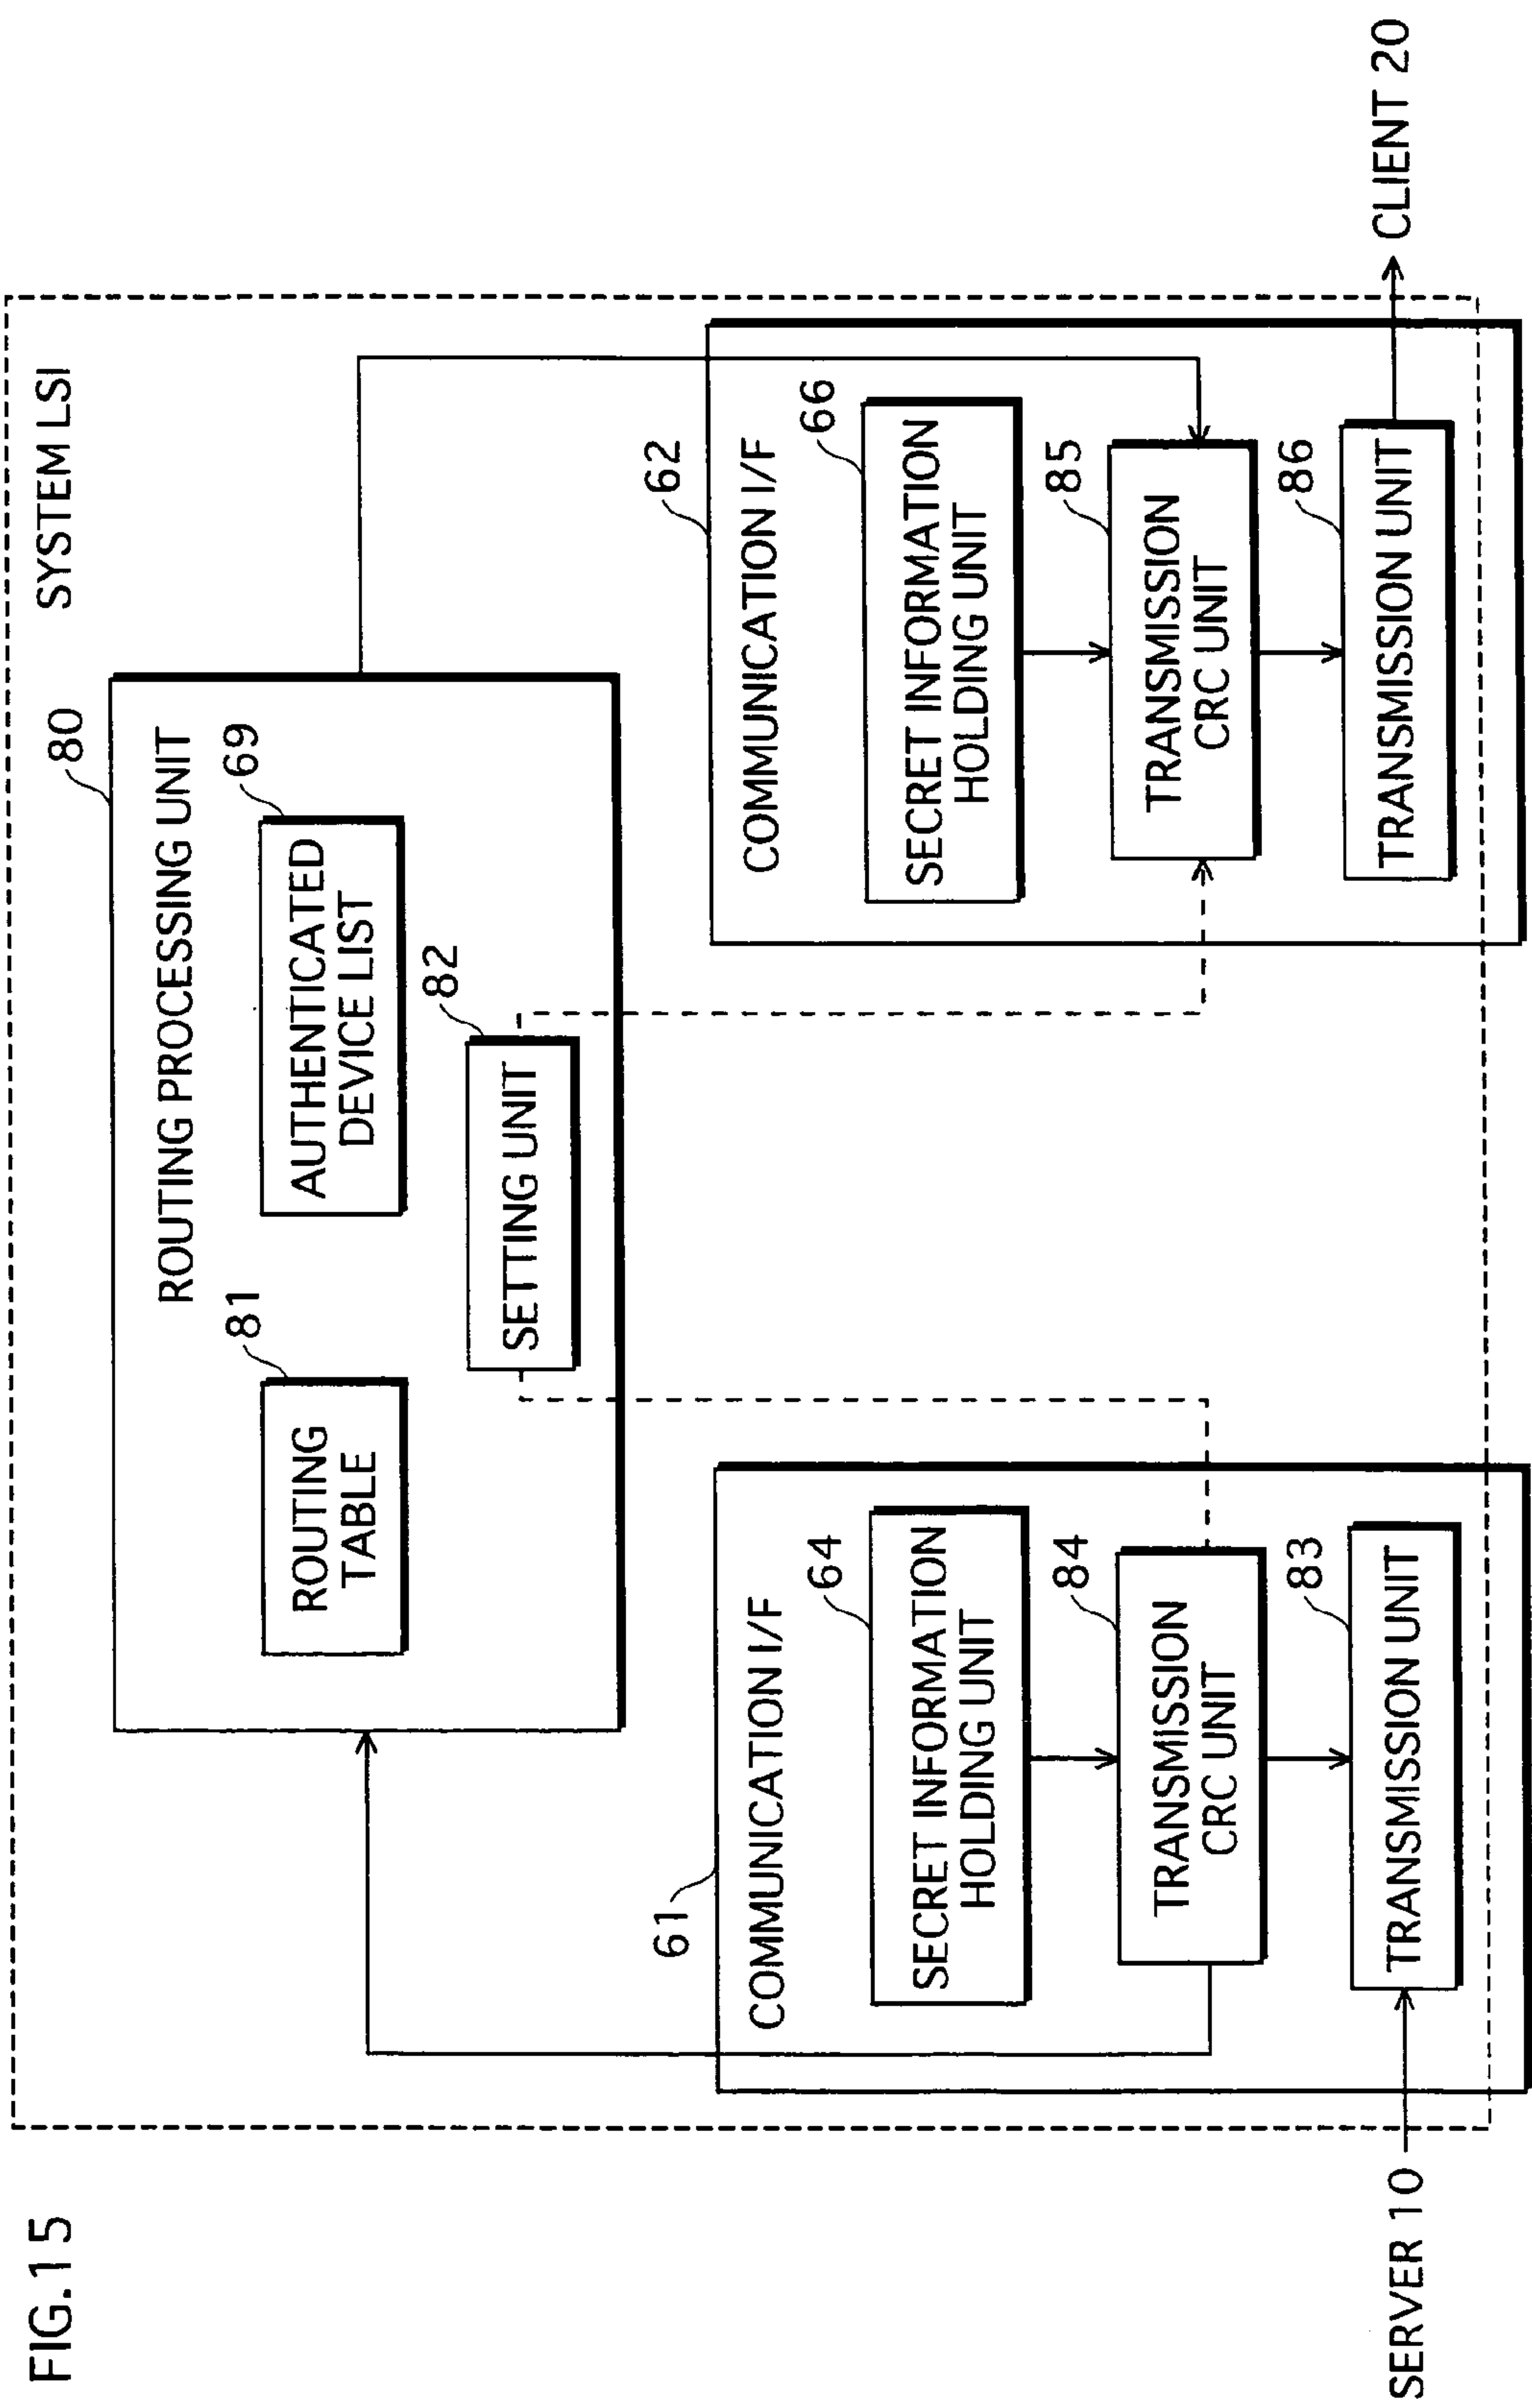 FIG.15
SYSTEM LSI
80
ROUTING PROCESSING UNIT
81
ROUTING
TABLE
69
AUTHENTICATED
DEVICE LIST
82
SETTING UNIT
61
COMMUNICATION I/F
64
SECRET INFORMATION
HOLDING UNIT
84
TRANSMISSION
CRC UNIT
83
TRANSMISSION UNIT
SERVER 10
62
COMMUNICATION I/F
66
SECRET INFORMATION
HOLDING UNIT
85
TRANSMISSION
CRC UNIT
86
TRANSMISSION UNIT
CLIENT 20